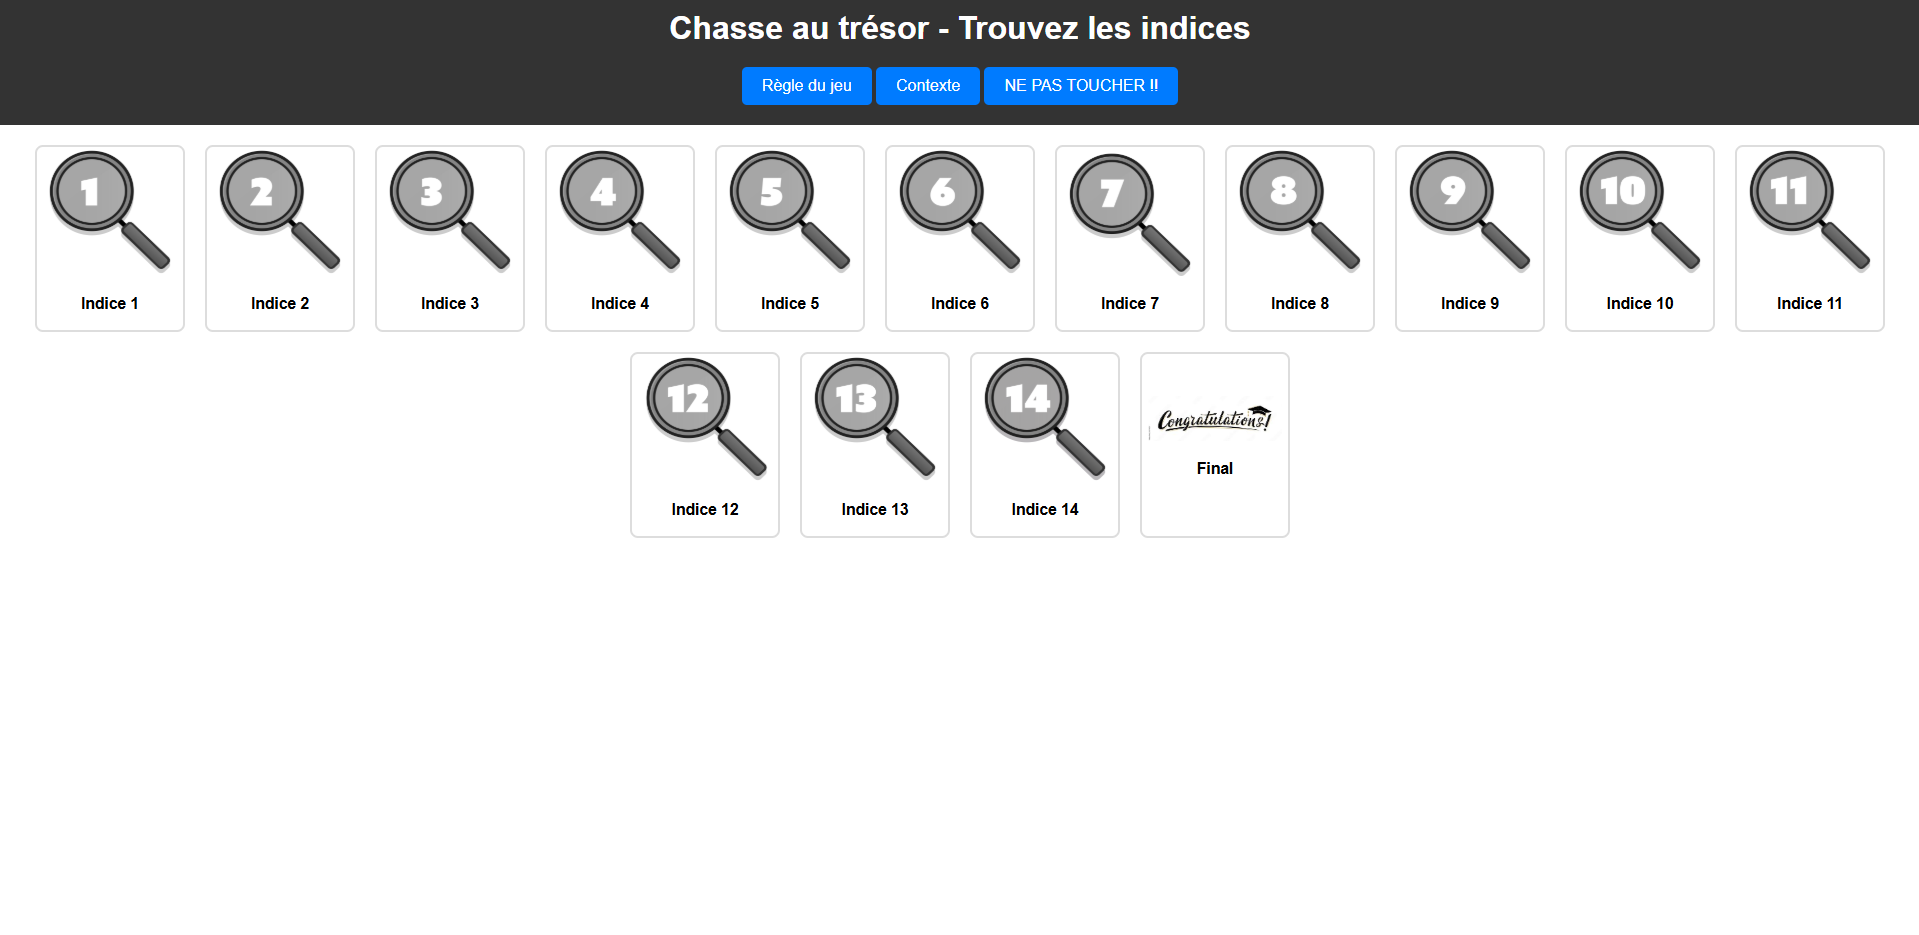 Chasse au trésor - Trouvez les indices
Règle du jeu Contexte NE PAS TOUCHER !!
1 2 3 4 5 6 7 8 9 10 11
Indice 1 Indice 2 Indice 3 Indice 4 Indice 5 Indice 6 Indice 7 Indice 8 Indice 9 Indice 10 Indice 11
12 13 14 Congratulations!
Final
Indice 12 Indice 13 Indice 14